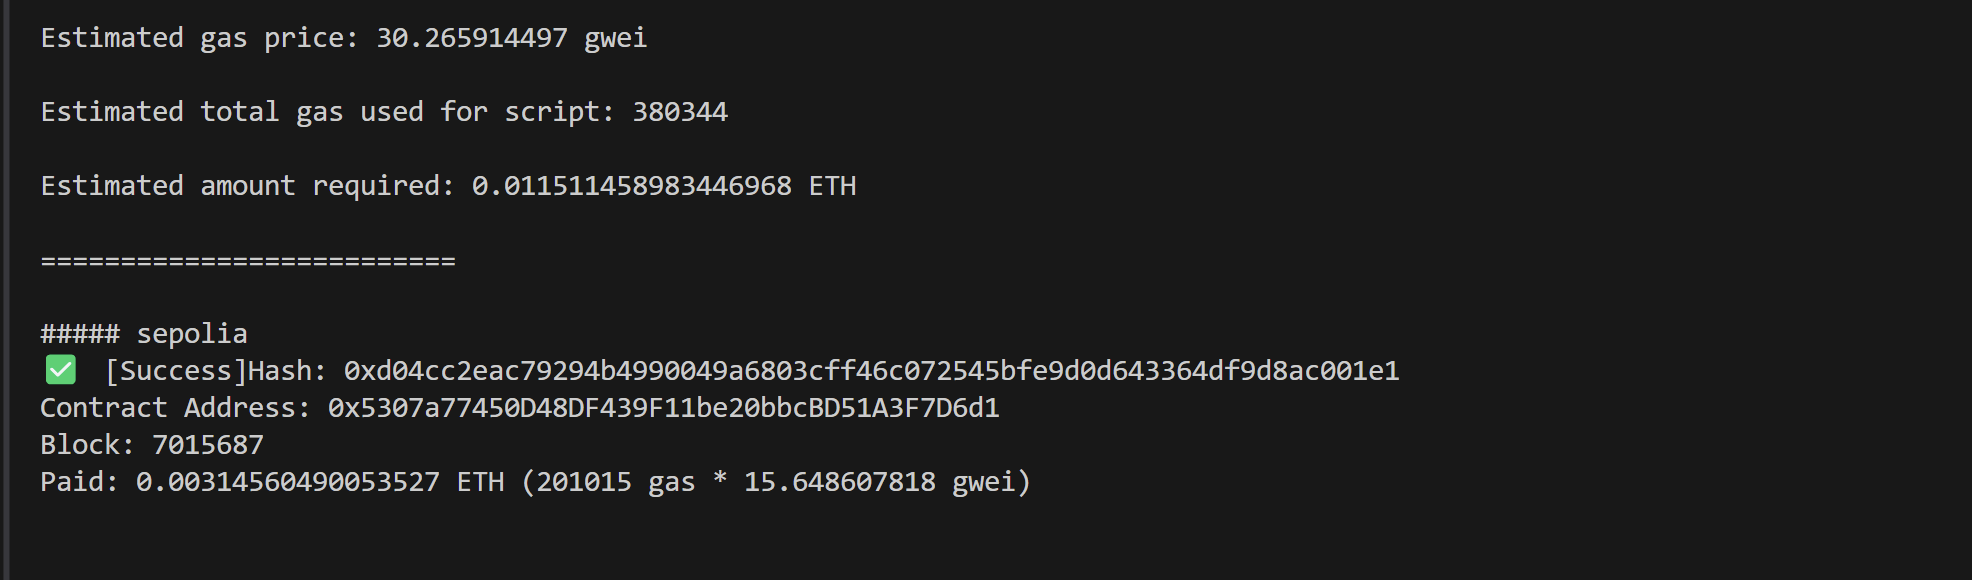 Estimated gas price: 30.265914497 gwei
Estimated total gas used for script: 380344
Estimated amount required: 0.011511458983446968 ETH
==========================
##### sepolia
✅ [Success]Hash: 0xd04cc2eac79294b4990049a6803cff46c072545bfe9d0d643364df9d8ac001e1
Contract Address: 0x5307a77450D48DF439F11be20bbcBD51A3F7D6d1
Block: 7015687
Paid: 0.00314560490053527 ETH (201015 gas * 15.648607818 gwei)